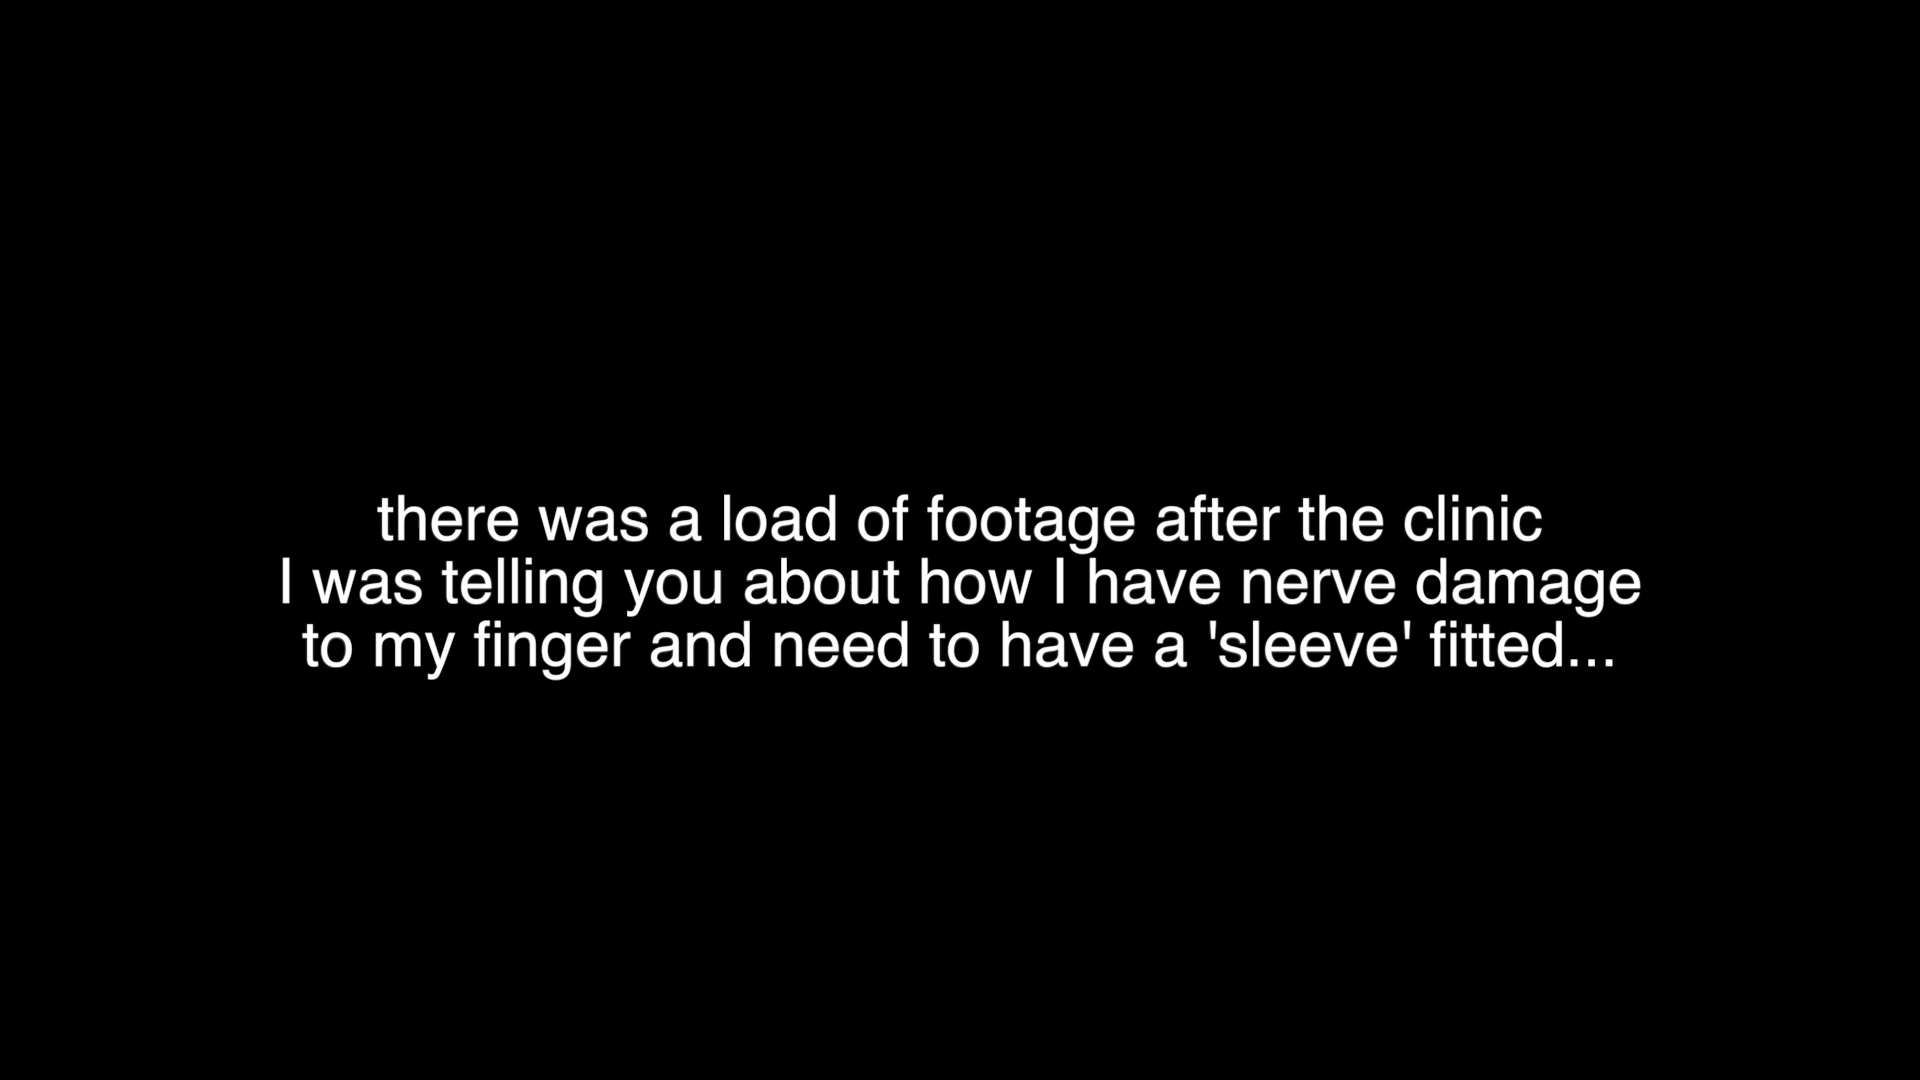 there was a load of footage after the clinic
I was telling you about how I have nerve damage
to my finger and need to have a 'sleeve' fitted...